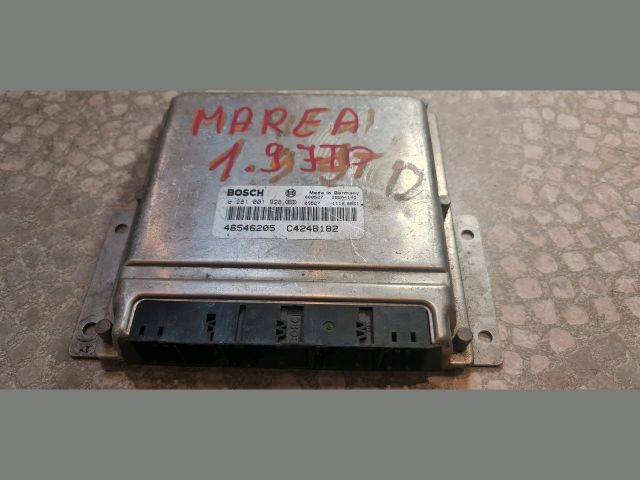 MAREA
1.9 JTD
BOSCH
Made in Germany
0 281 001 920
46546205 C4248182